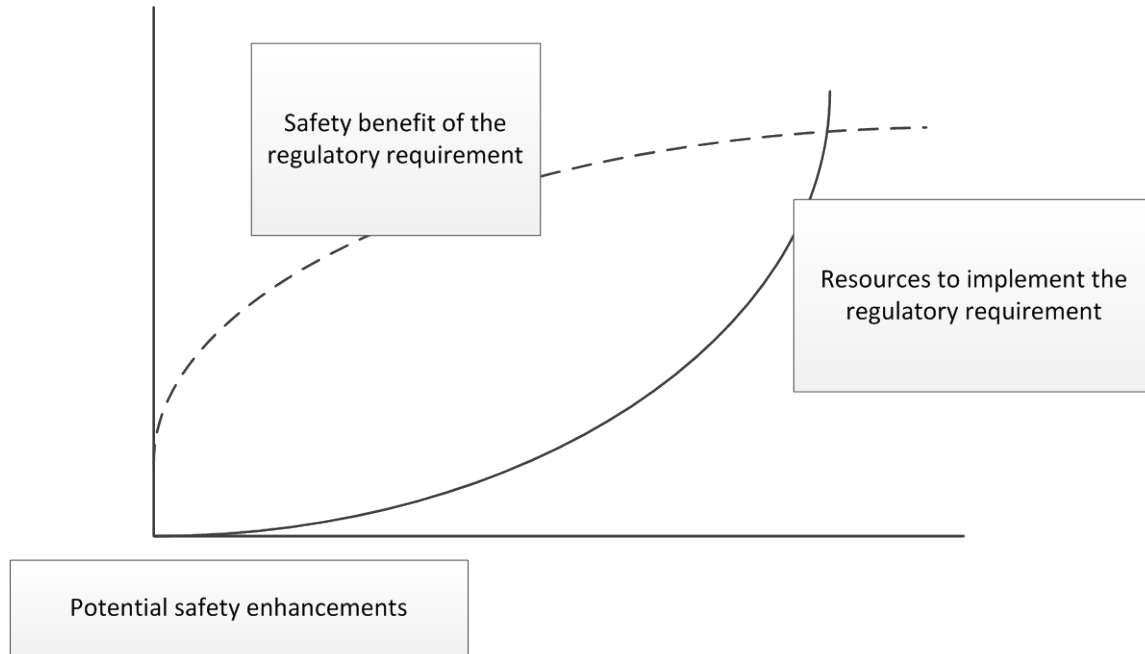 Safety benefit of the
regulatory requirement
Resources to implement the
regulatory requirement
Potential safety enhancements